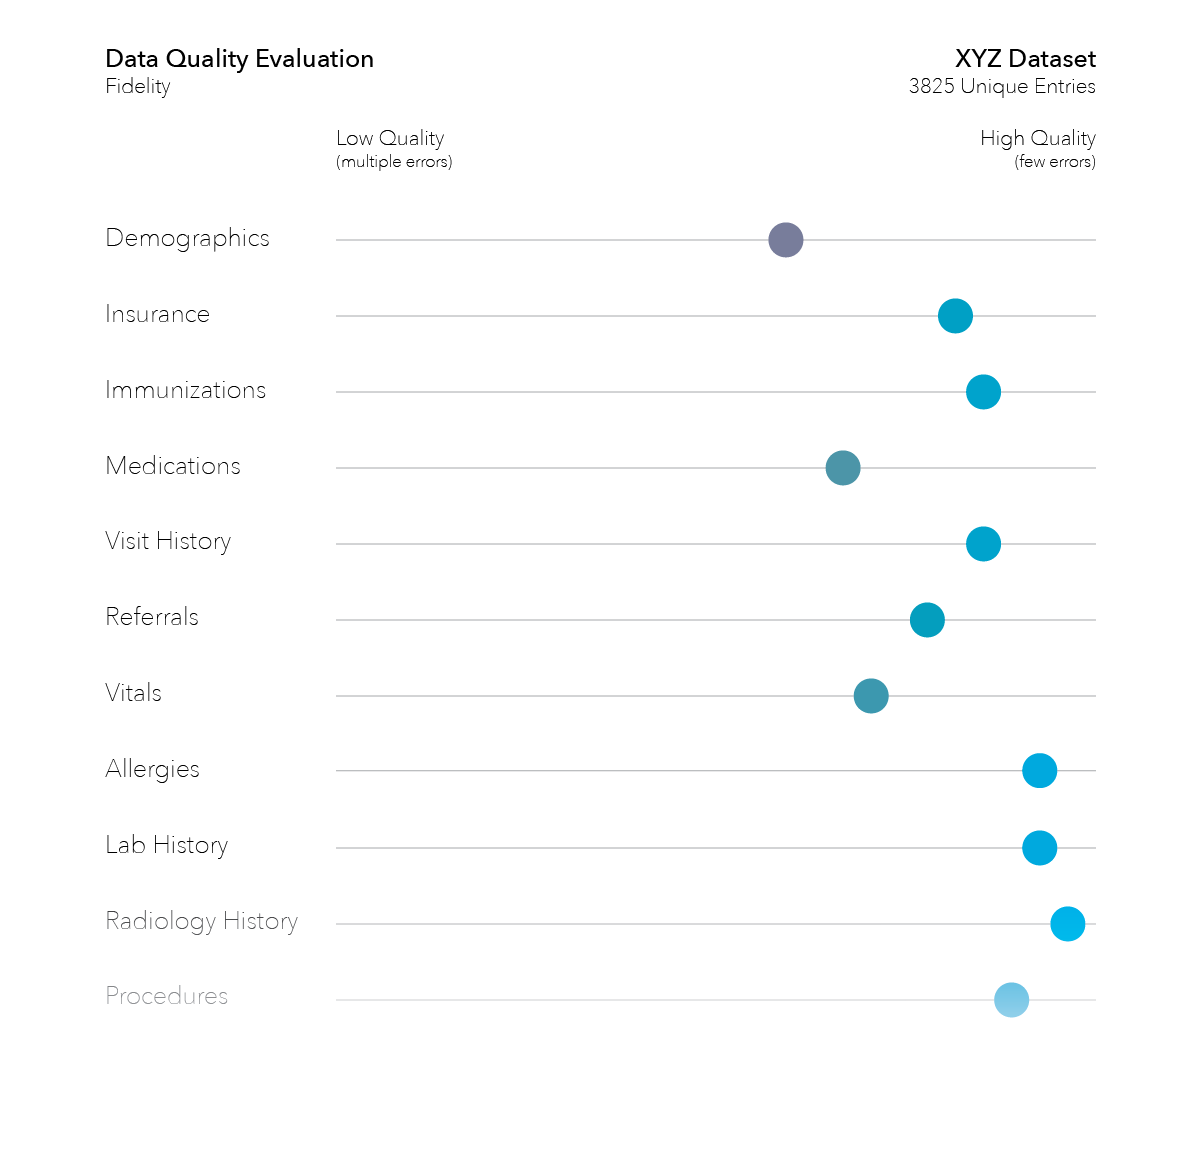 Data Quality Evaluation
Fidelity
XYZ Dataset
3825 Unique Entries
Low Quality
(multiple errors)
High Quality
(few errors)
Demographics
Insurance
Immunizations
Medications
Visit History
Referrals
Vitals
Allergies
Lab History
Radiology History
Procedures